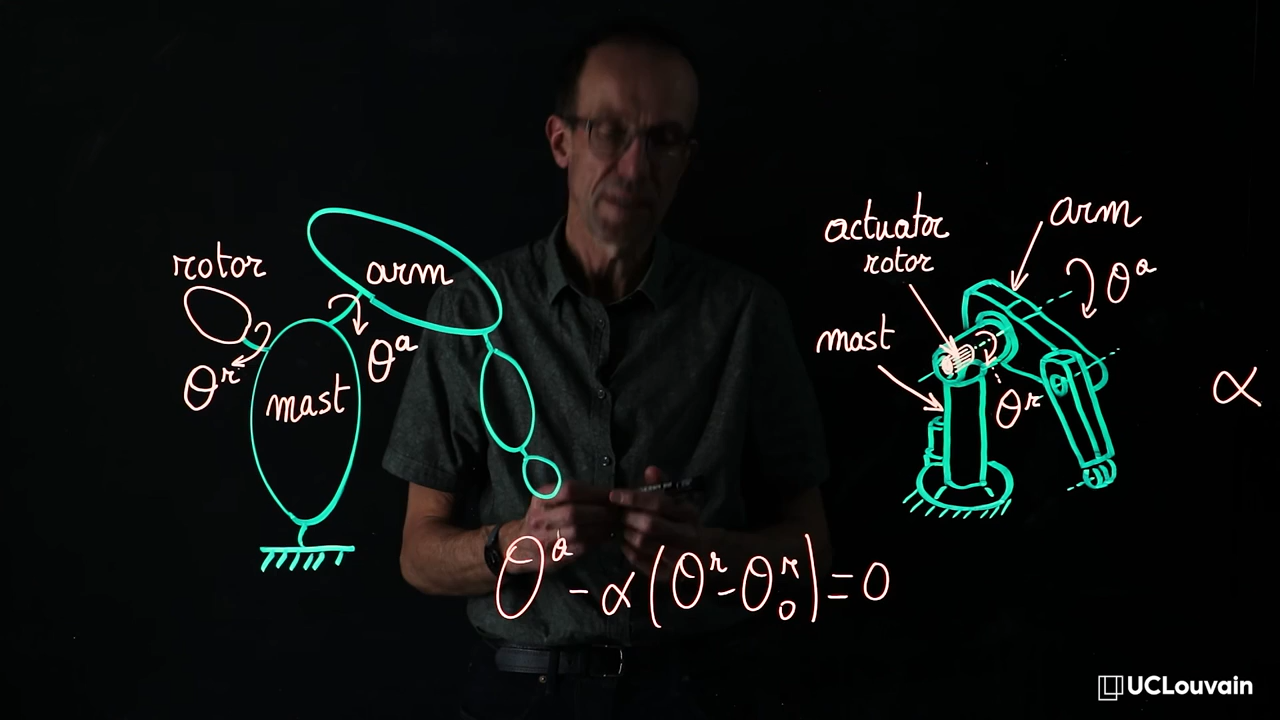 rotor
arm
θʳ
θᵃ
mast
actuator
rotor
arm
θᵃ
mast
θʳ
α
θᵃ - α(θʳ - θʳ₀) = 0
UCLouvain